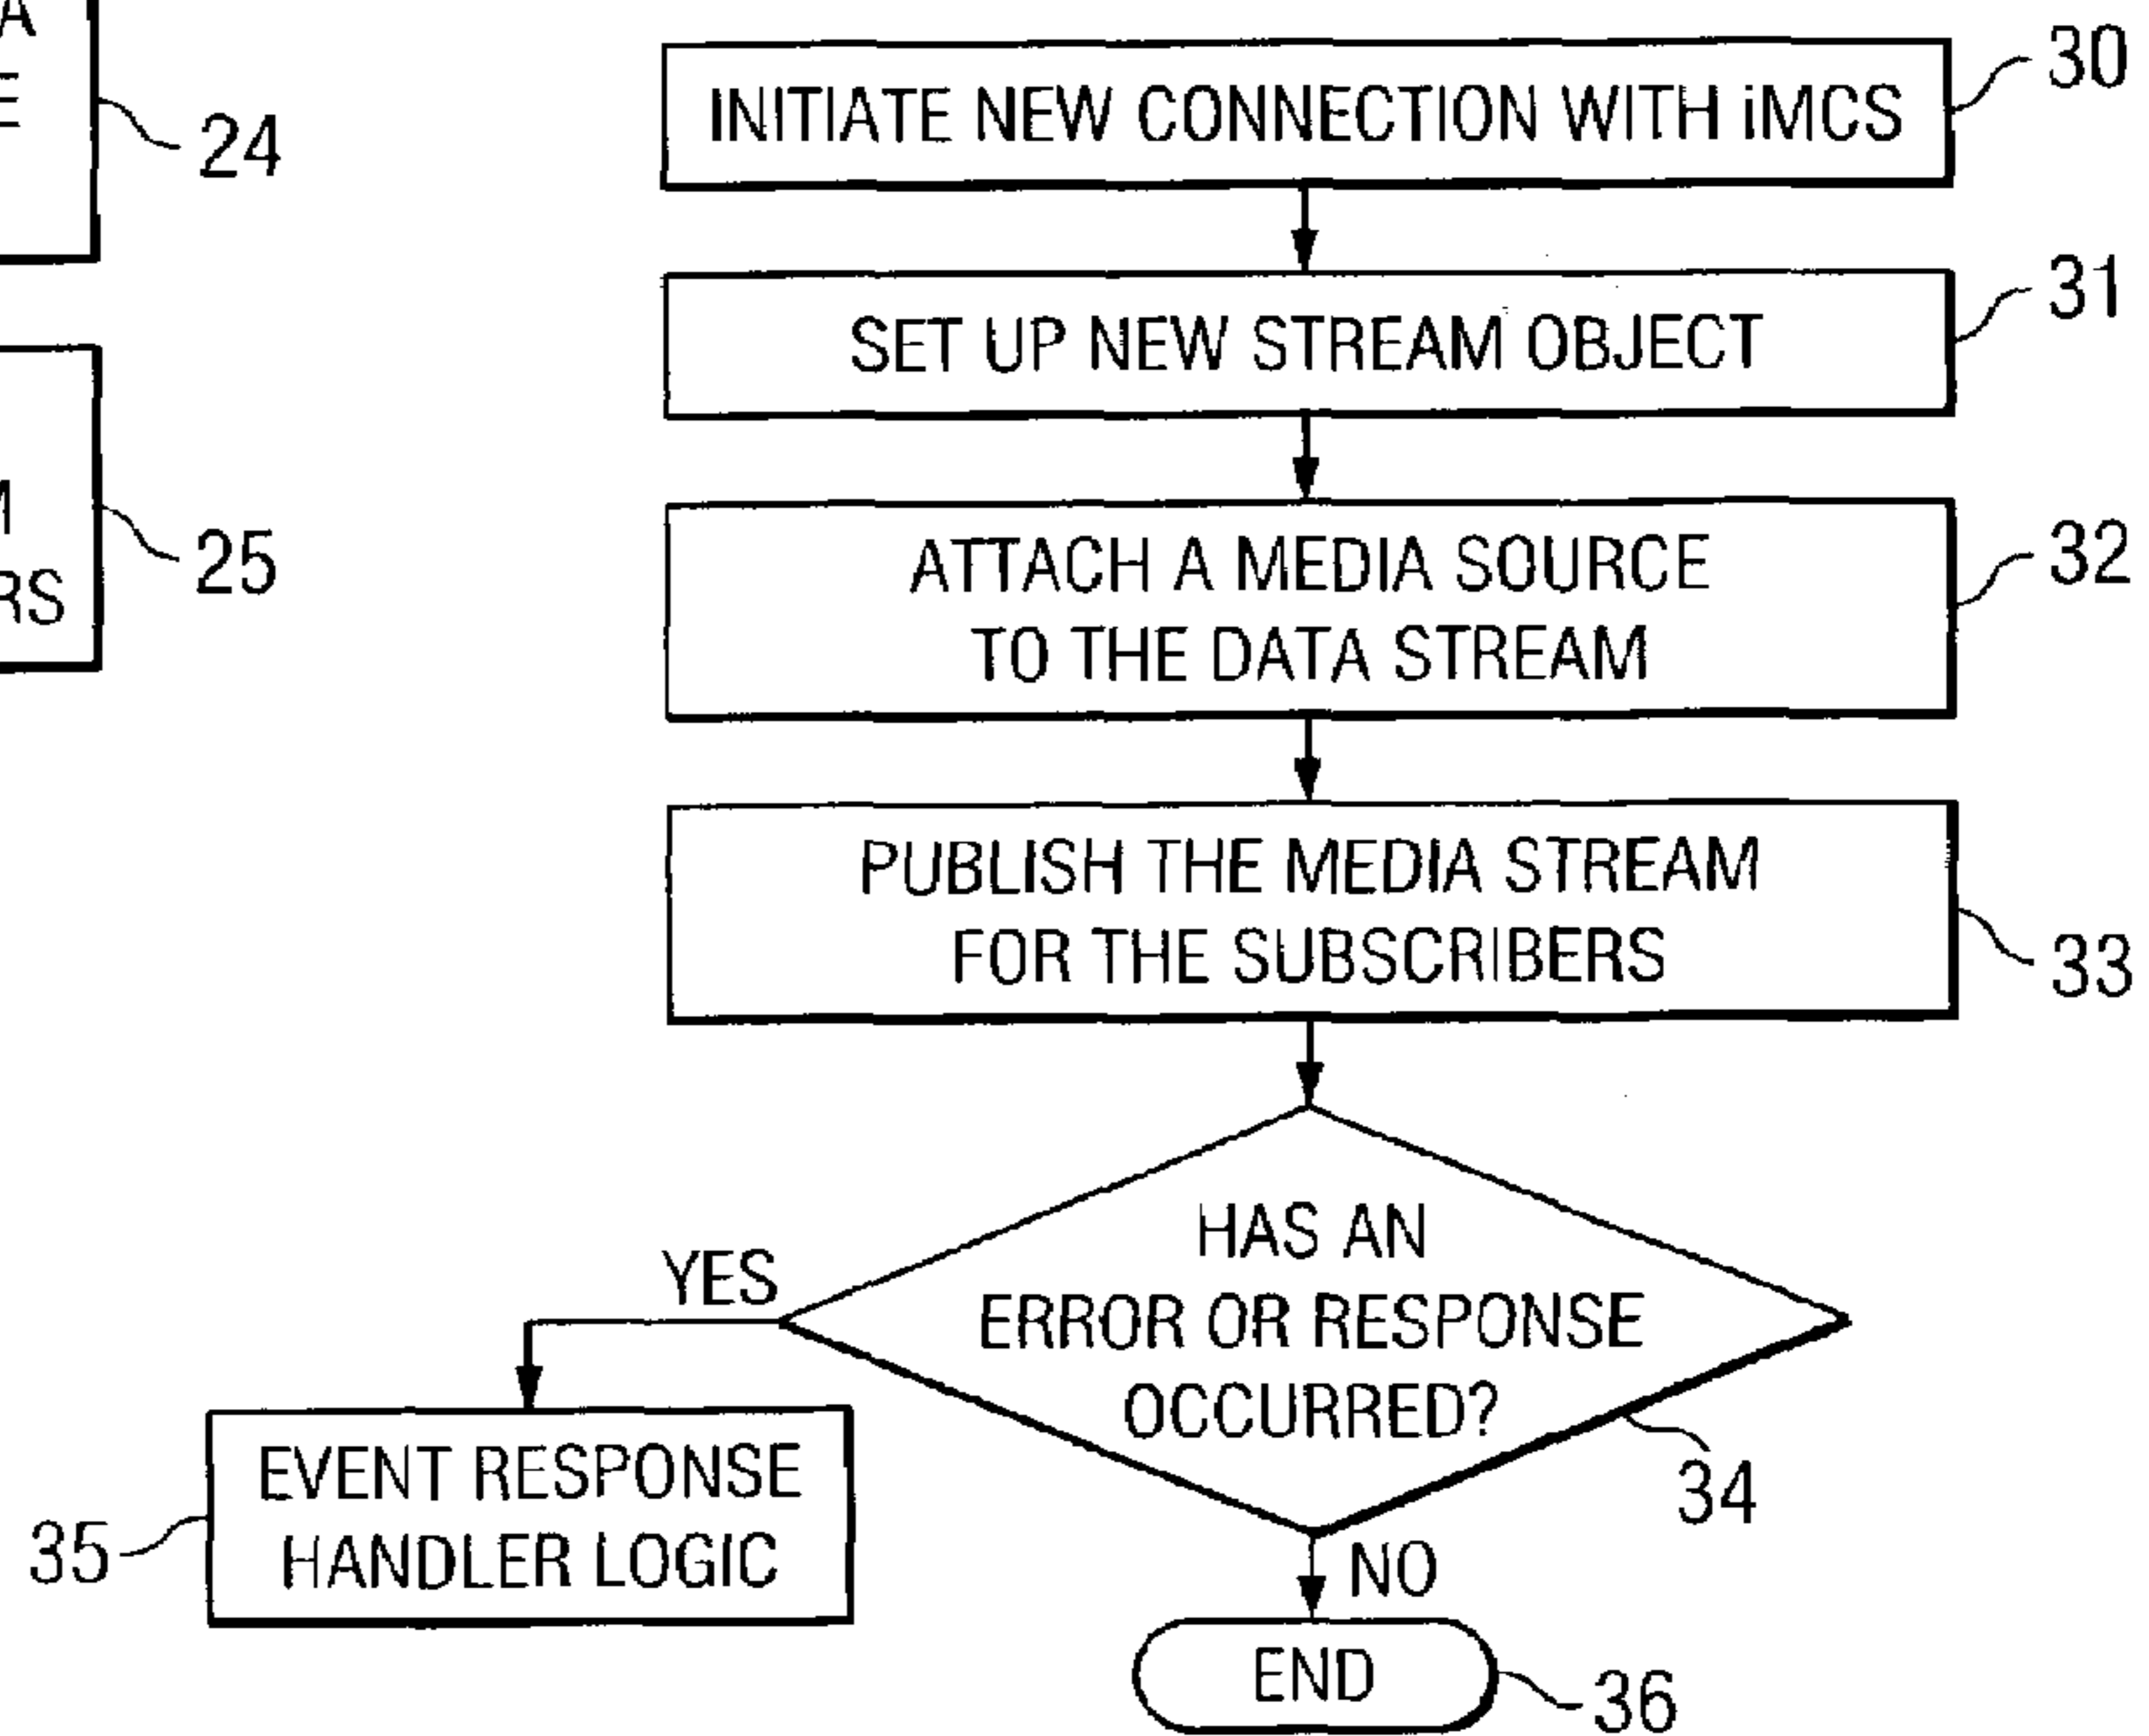 24
25
RS
INITIATE NEW CONNECTION WITH iMCS
30
SET UP NEW STREAM OBJECT
31
ATTACH A MEDIA SOURCE
TO THE DATA STREAM
32
PUBLISH THE MEDIA STREAM
FOR THE SUBSCRIBERS
33
HAS AN
ERROR OR RESPONSE
OCCURRED?
34
YES
EVENT RESPONSE
HANDLER LOGIC
35
NO
END
36